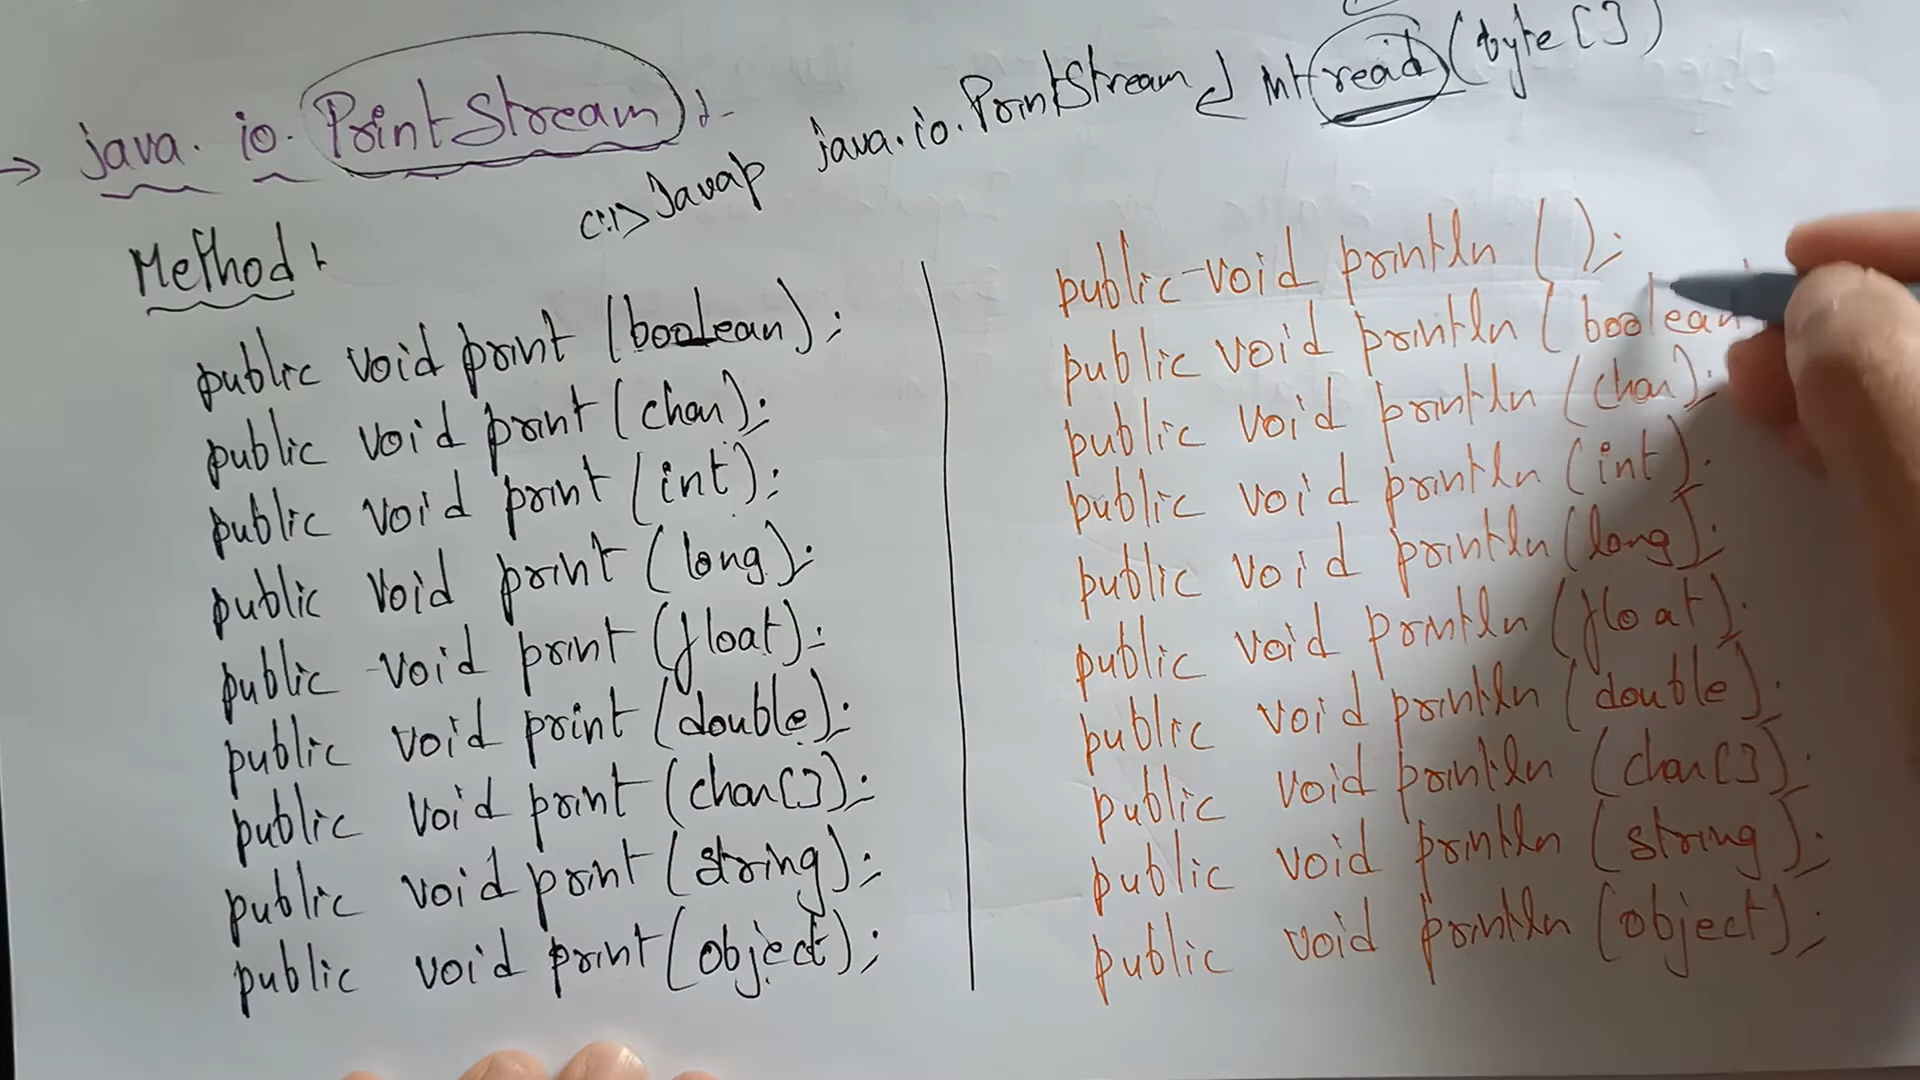 → java. io. PrintStream :-
c:\> Javap java.io.PrintStream ↲ int read (byte[])
Method :
public void print (boolean);
public void print (char);
public void print (int);
public void print (long);
public void print (float);
public void print (double);
public void print (char[]);
public void print (string);
public void print (object);
public void println ();
public void println (boolean
public void println (char);
public void println (int);
public void println (long);
public void println (float);
public void println (double);
public void println (char[]);
public void println (string);
public void println (object);